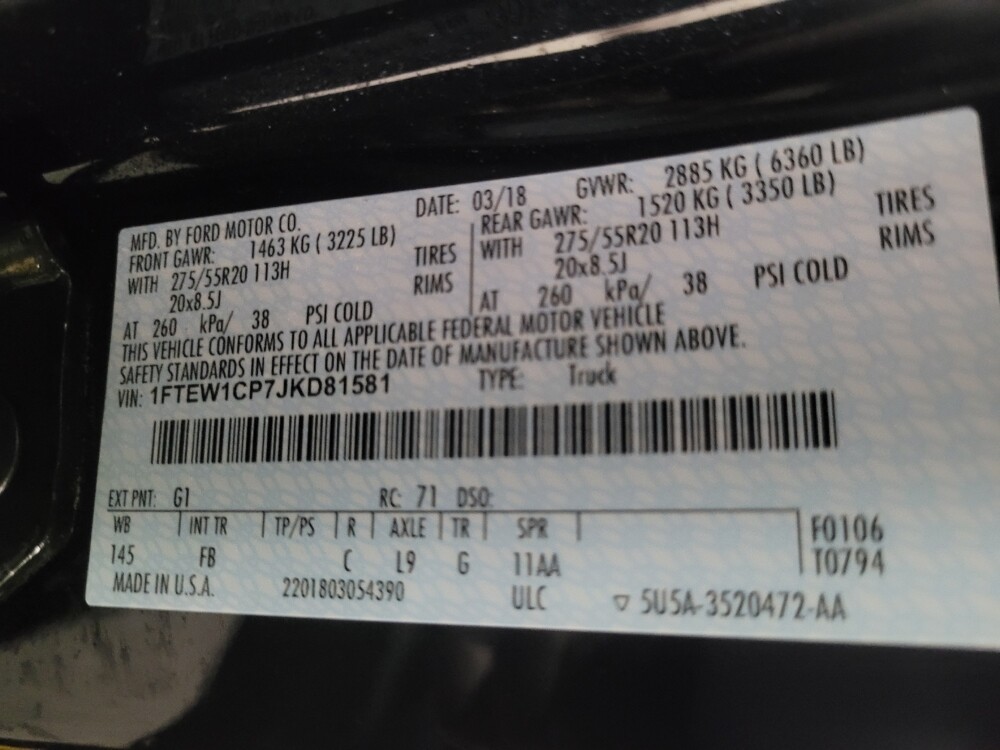 MFD. BY FORD MOTOR CO. DATE: 03/18 GVWR: 2885 KG ( 6360 LB)
FRONT GAWR: 1463 KG ( 3225 LB) REAR GAWR: 1520 KG ( 3350 LB)
WITH 275/55R20 113H TIRES WITH 275/55R20 113H TIRES
20x8.5J RIMS 20x8.5J RIMS
AT 260 kPa/ 38 PSI COLD AT 260 kPa/ 38 PSI COLD
THIS VEHICLE CONFORMS TO ALL APPLICABLE FEDERAL MOTOR VEHICLE
SAFETY STANDARDS IN EFFECT ON THE DATE OF MANUFACTURE SHOWN ABOVE.
VIN: 1FTEW1CP7JKD81581 TYPE: Truck
EXT PNT: G1 RC: 71 DSO:
WB INT TR TP/PS R AXLE TR SPR F0106
145 FB C L9 G 11AA T0794
MADE IN U.S.A. 2201803054390 ULC ▽ 5U5A-3520472-AA